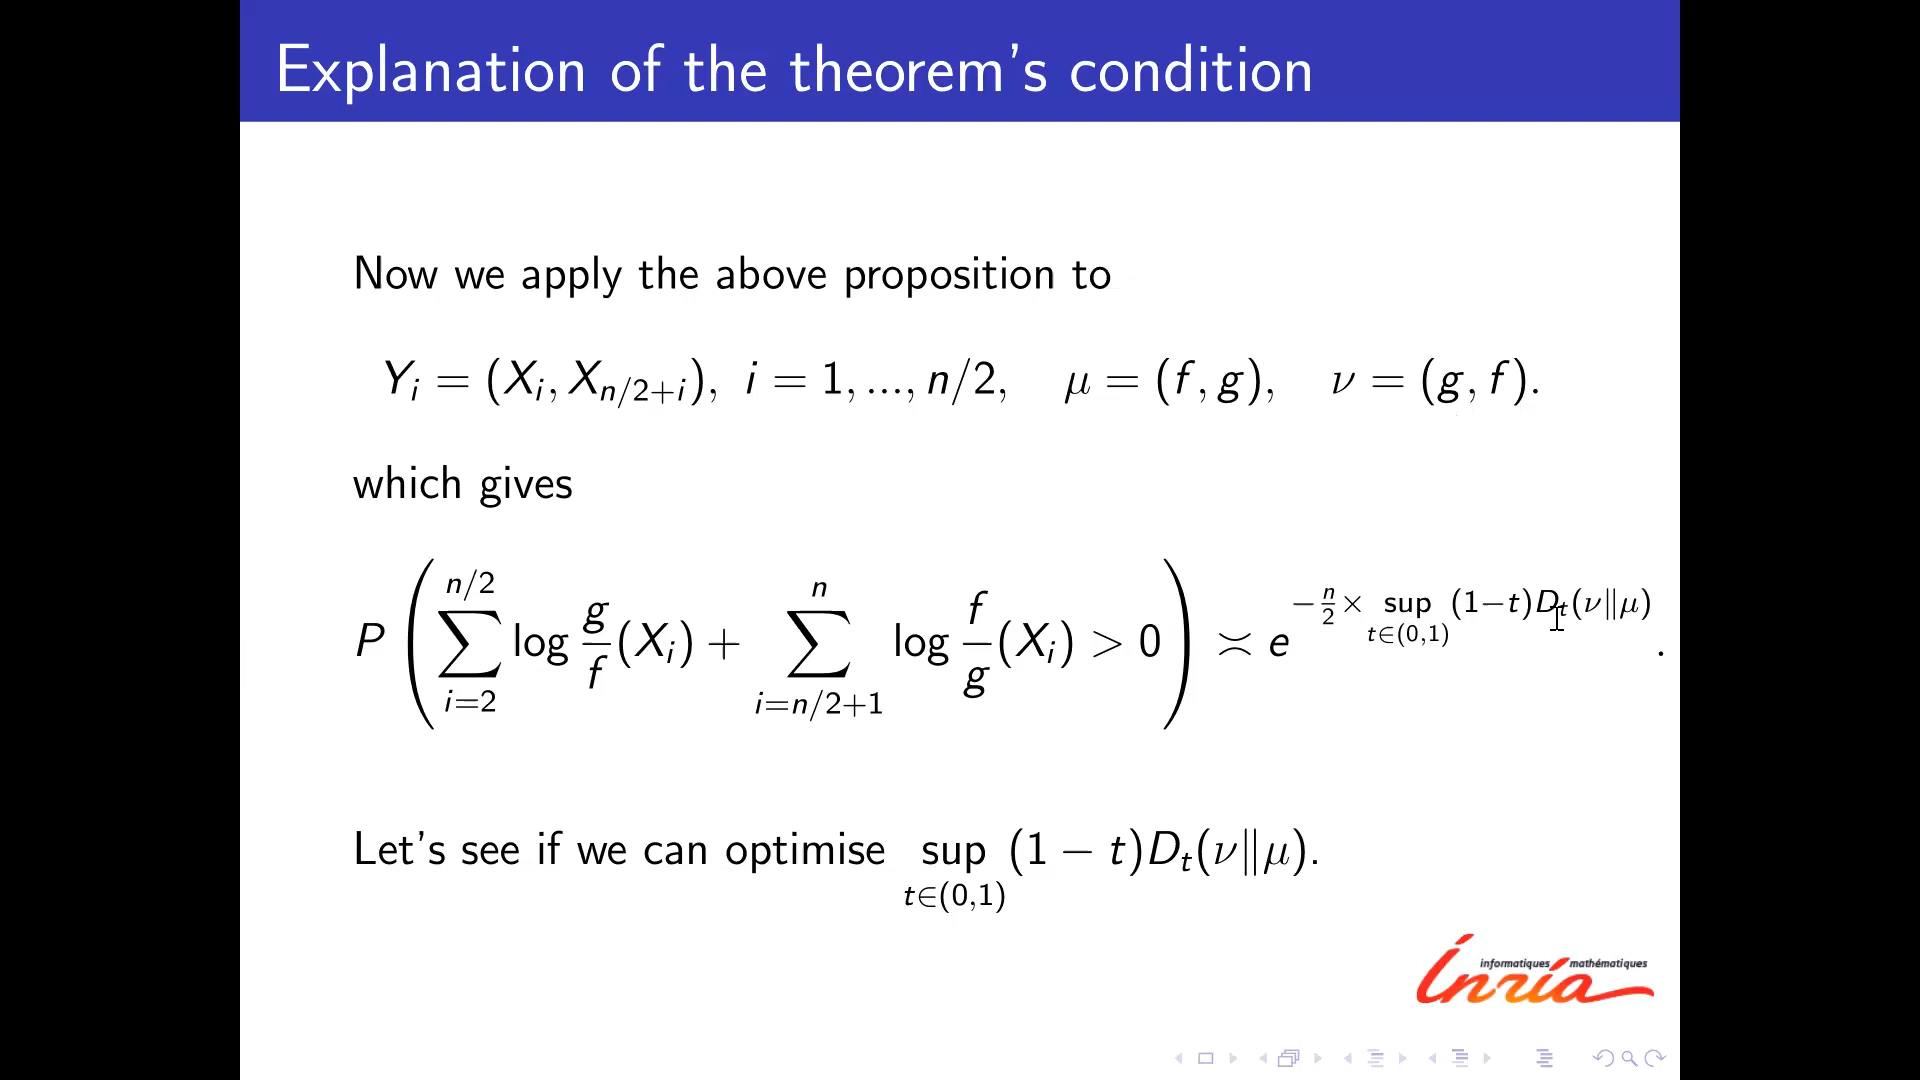 Explanation of the theorem's condition
Now we apply the above proposition to
Y_i = (X_i, X_{n/2+i}), i = 1, ..., n/2, μ = (f, g), ν = (g, f).
which gives
P ( ∑_{i=2}^{n/2} log g/f (X_i) + ∑_{i=n/2+1}^{n} log f/g (X_i) > 0 ) ≍ e^{−n/2 × sup_{t∈(0,1)} (1−t)D_t(ν‖μ)}.
Let's see if we can optimise sup_{t∈(0,1)} (1 − t)D_t(ν‖μ).
informatiques mathématiques
Inria